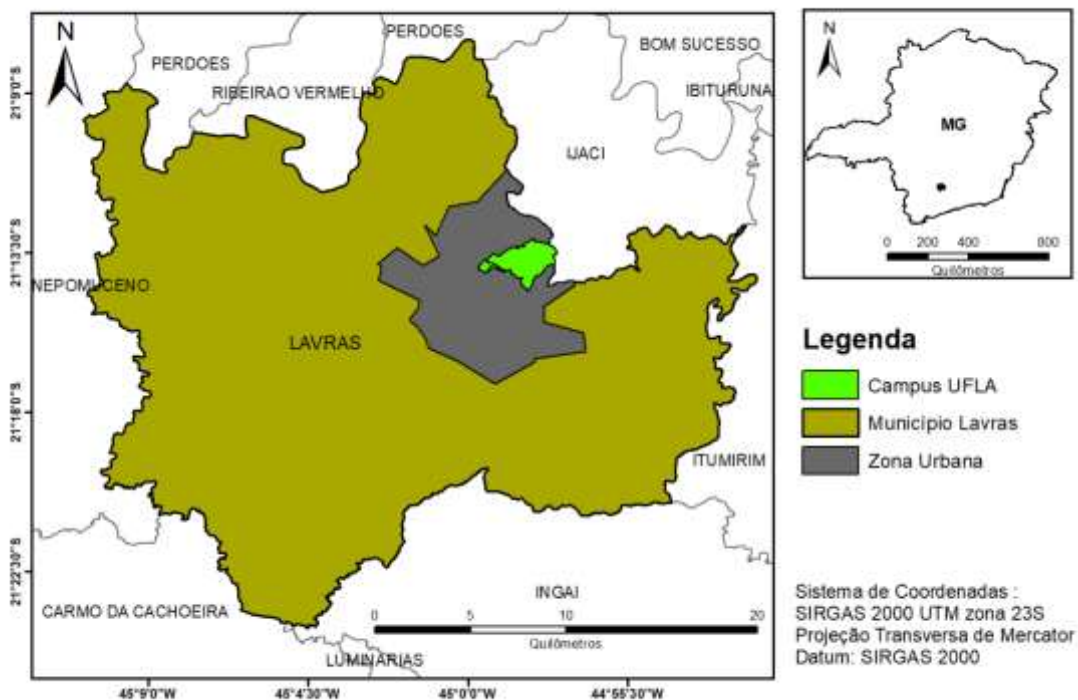 N
PERDOES
PERDOES
RIBEIRAO VERMELHO
BOM SUCESSO
IBITURUNA
IJACI
NEPOMUCENO
LAVRAS
ITUMIRIM
INGAI
CARMO DA CACHOEIRA
LUMINÁRIAS
0 5 10 20
Quilômetros
21°9'0"S
21°13'30"S
21°18'0"S
21°22'30"S
45°9'0"W
45°4'30"W
45°0'0"W
44°55'30"W
N
MG
0 200 400 800
Quilômetros
Legenda
Campus UFLA
Município Lavras
Zona Urbana
Sistema de Coordenadas :
SIRGAS 2000 UTM zona 23S
Projeção Transversa de Mercator
Datum: SIRGAS 2000